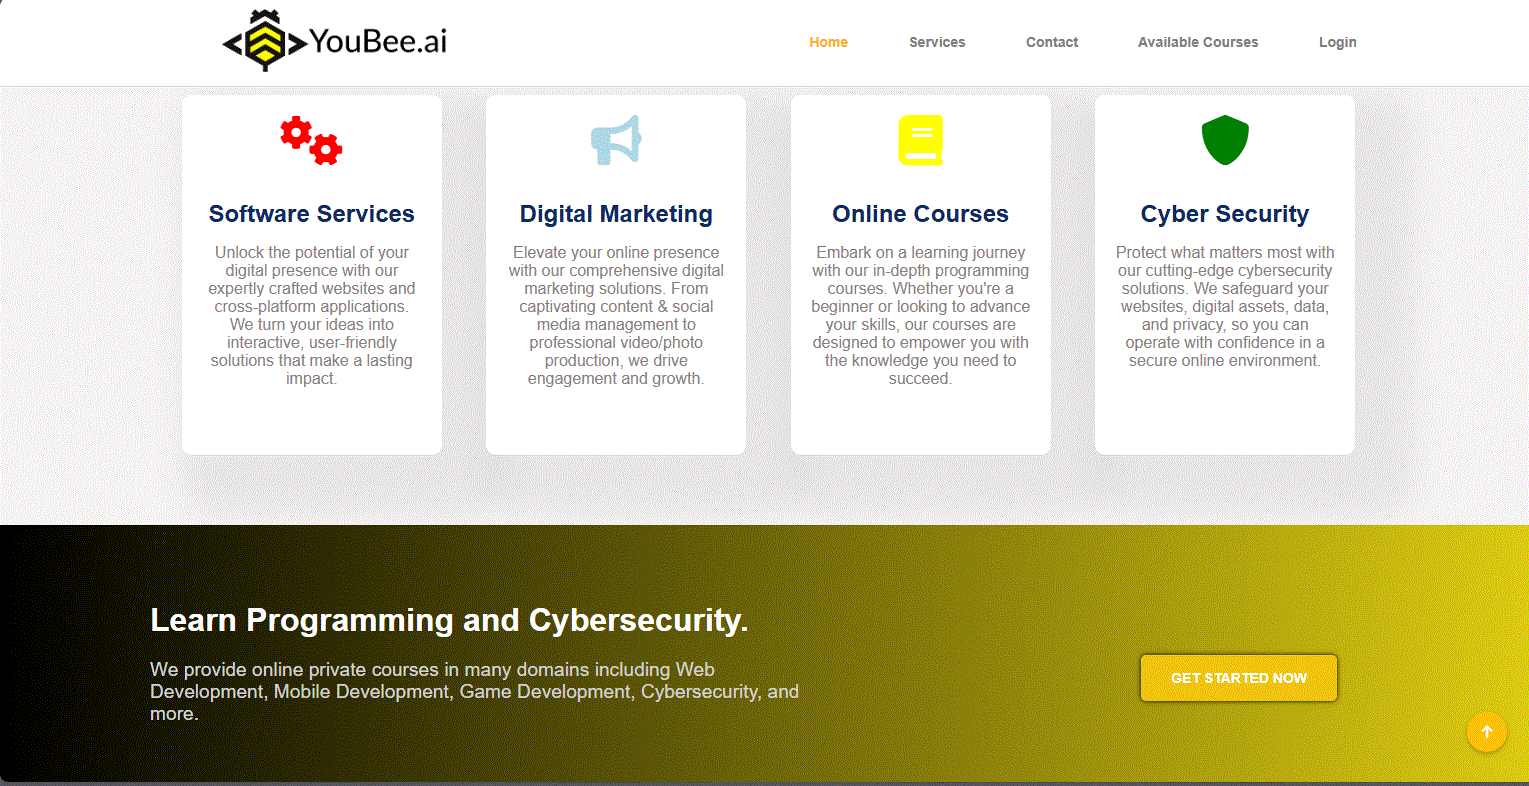 YouBee.ai
Home Services Contact Available Courses Login
Software Services
Unlock the potential of your
digital presence with our
expertly crafted websites and
cross-platform applications.
We turn your ideas into
interactive, user-friendly
solutions that make a lasting
impact.
Digital Marketing
Elevate your online presence
with our comprehensive digital
marketing solutions. From
captivating content & social
media management to
professional video/photo
production, we drive
engagement and growth.
Online Courses
Embark on a learning journey
with our in-depth programming
courses. Whether you're a
beginner or looking to advance
your skills, our courses are
designed to empower you with
the knowledge you need to
succeed.
Cyber Security
Protect what matters most with
our cutting-edge cybersecurity
solutions. We safeguard your
websites, digital assets, data,
and privacy, so you can
operate with confidence in a
secure online environment.
Learn Programming and Cybersecurity.
We provide online private courses in many domains including Web
Development, Mobile Development, Game Development, Cybersecurity, and
more.
GET STARTED NOW